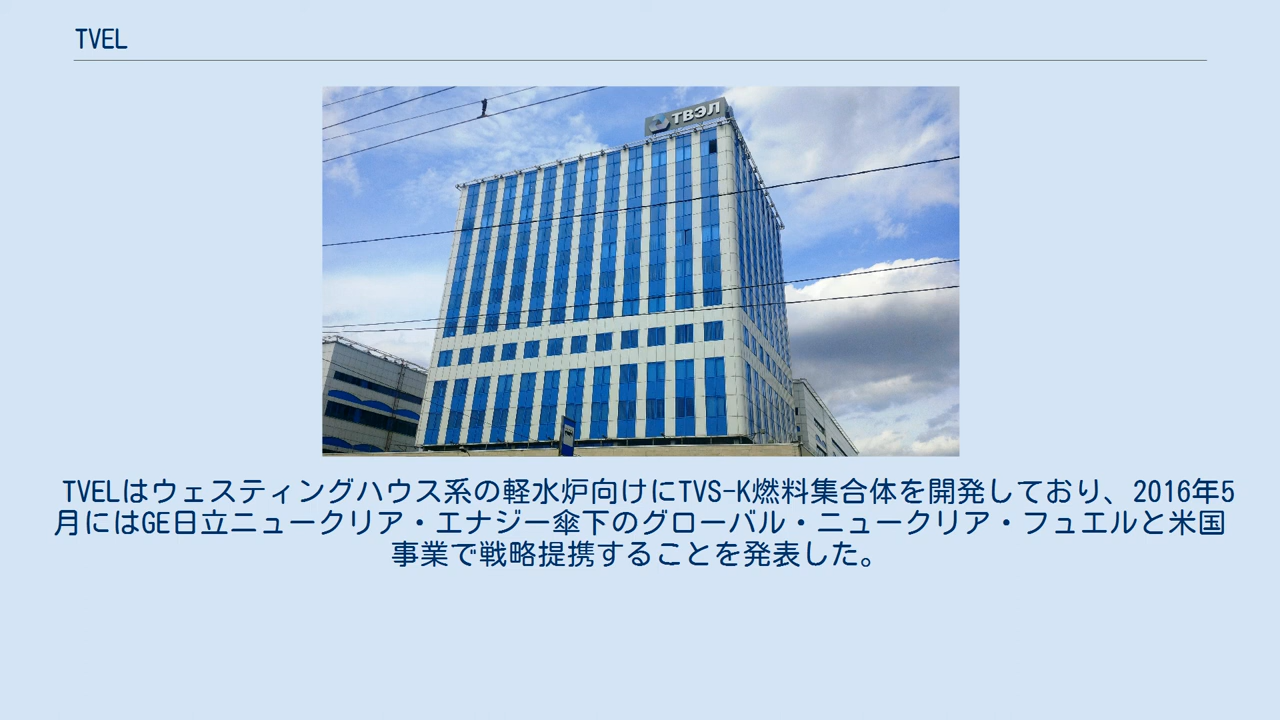 TVEL
ТВЭЛ
TVELはウェスティングハウス系の軽水炉向けにTVS-K燃料集合体を開発しており、2016年5
月にはGE日立ニュークリア・エナジー傘下のグローバル・ニュークリア・フュエルと米国
事業で戦略提携することを発表した。